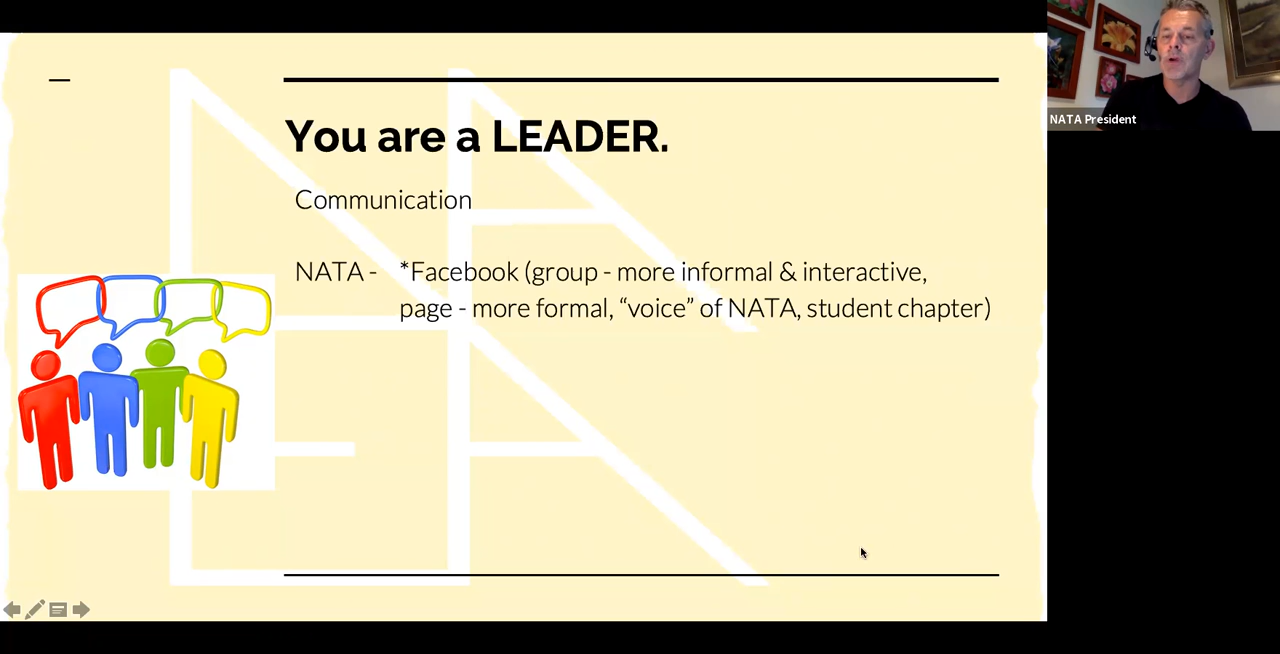 You are a LEADER.
Communication
NATA - *Facebook (group - more informal & interactive,
page - more formal, “voice” of NATA, student chapter)
NATA President